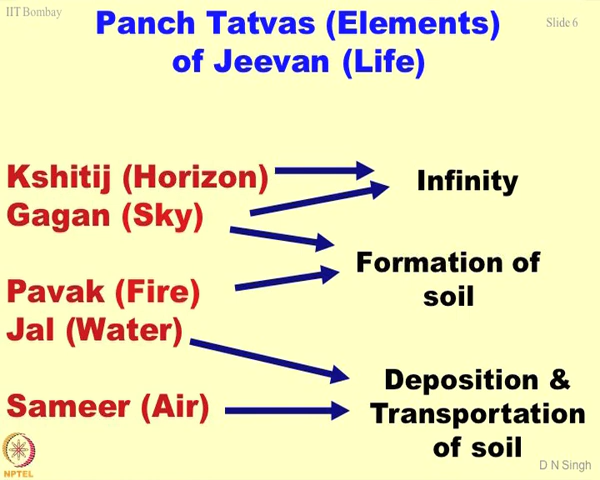 IIT Bombay
Slide 6
Panch Tatvas (Elements)
of Jeevan (Life)
Kshitij (Horizon)
Infinity
Gagan (Sky)
Formation of
soil
Pavak (Fire)
Jal (Water)
Deposition &
Transportation
of soil
Sameer (Air)
NPTEL
D N Singh